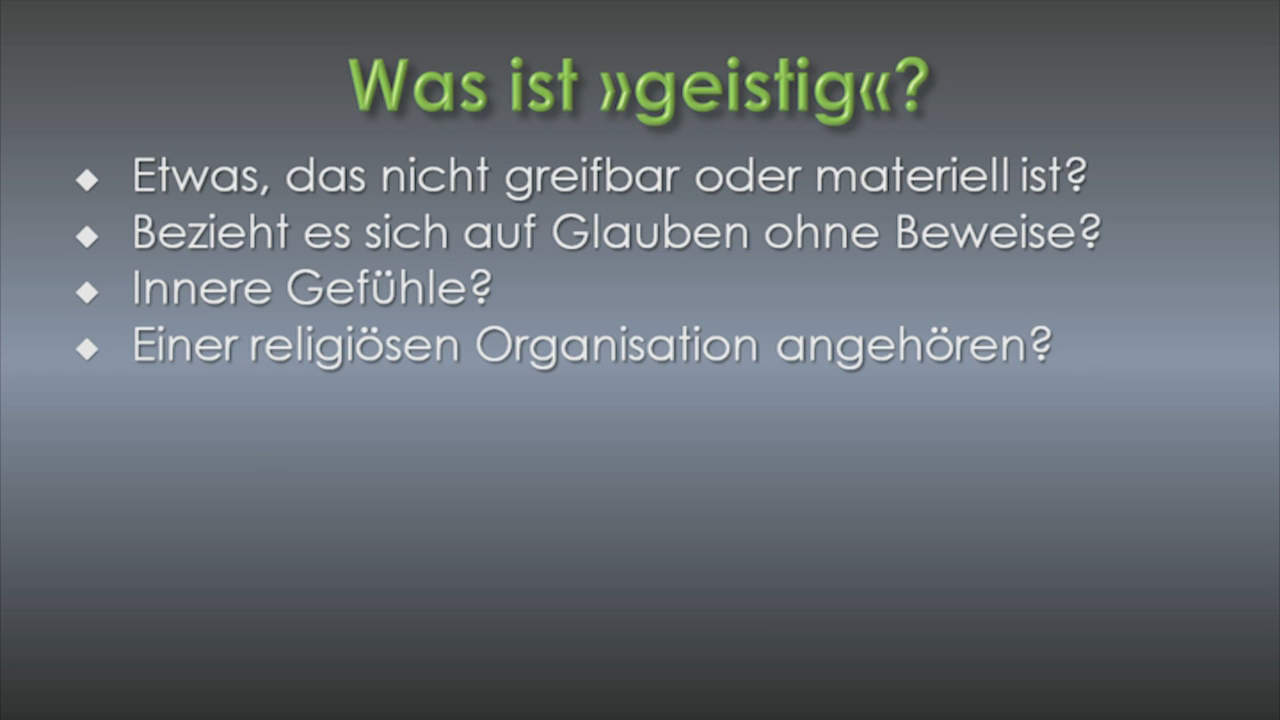 Was ist »geistig«?
◆ Etwas, das nicht greifbar oder materiell ist?
◆ Bezieht es sich auf Glauben ohne Beweise?
◆ Innere Gefühle?
◆ Einer religiösen Organisation angehören?